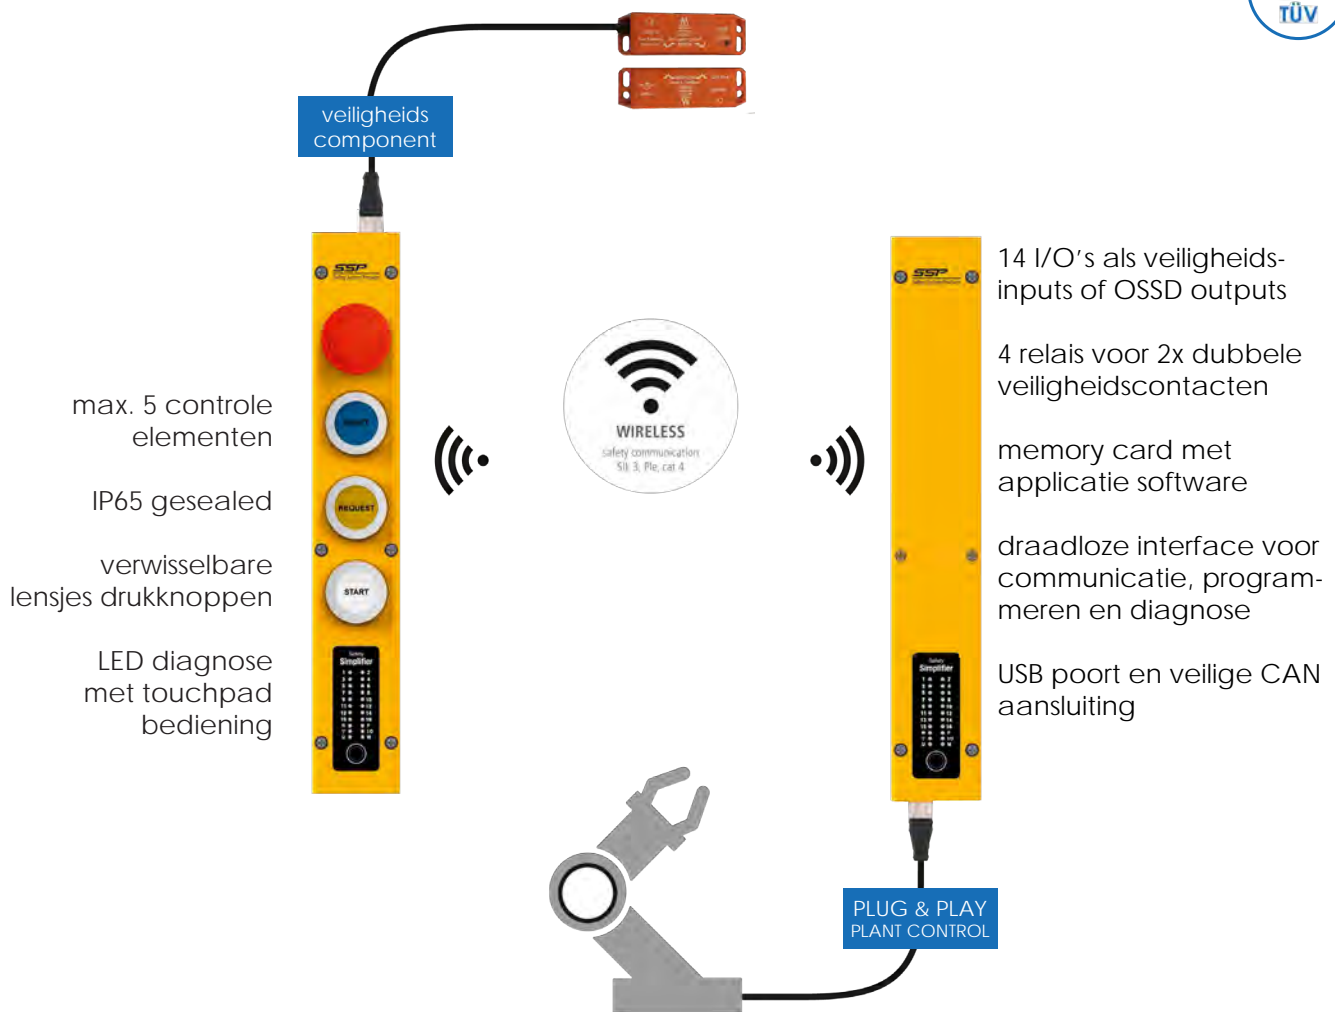 TÜV
veiligheids
component
SSP
max. 5 controle
elementen
IP65 gesealed
verwisselbare
lensjes drukknoppen
LED diagnose
met touchpad
bediening
REQUEST
START
Safety
Simplifier
WIRELESS
safety communication
SIL 3, Ple, cat 4
SSP
14 I/O's als veiligheids-
inputs of OSSD outputs
4 relais voor 2x dubbele
veiligheidscontacten
memory card met
applicatie software
draadloze interface voor
communicatie, program-
meren en diagnose
USB poort en veilige CAN
aansluiting
Safety
Simplifier
PLUG & PLAY
PLANT CONTROL